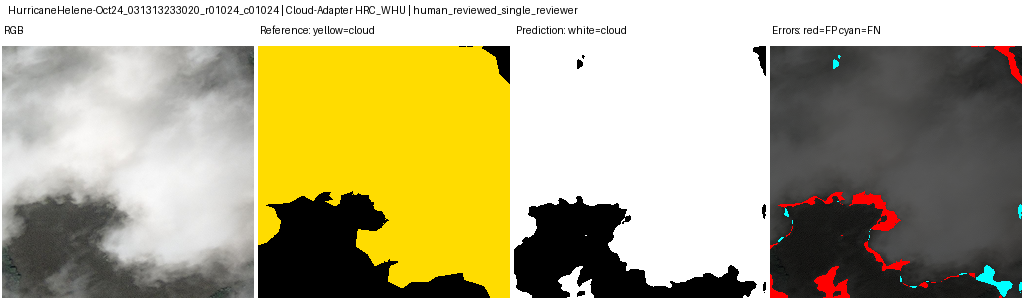 HurricaneHelene-Oct24_031313233020_r01024_c01024 | Cloud-Adapter HRC_WHU | human_reviewed_single_reviewer
RGB
Reference: yellow=cloud
Prediction: white=cloud
Errors: red=FP cyan=FN